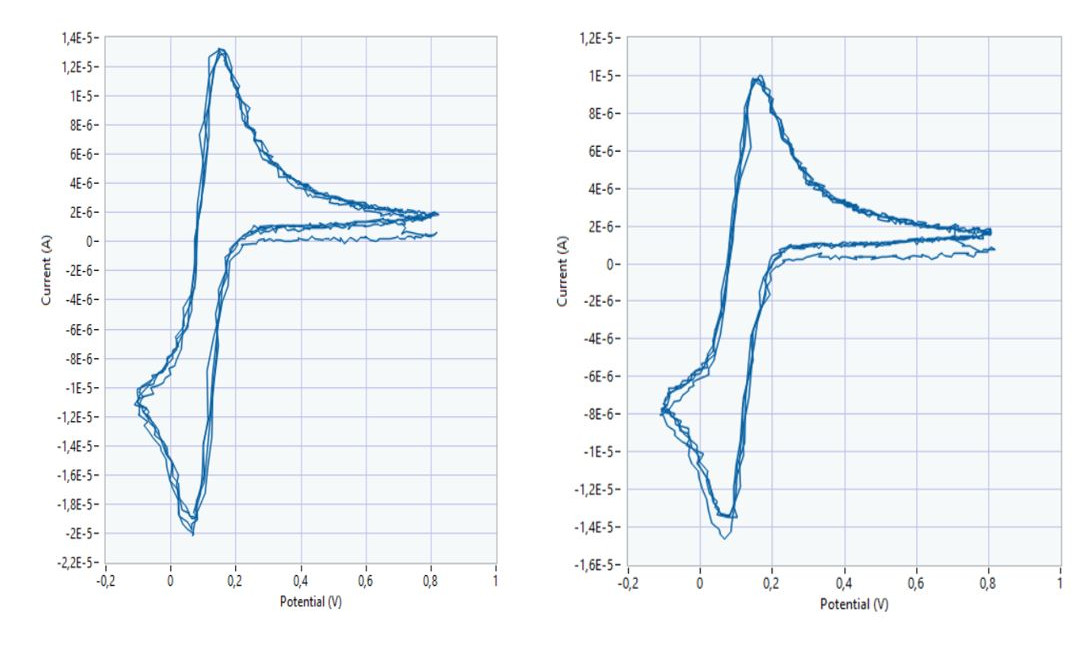 1,4E-5
1,2E-5
1E-5
8E-6
6E-6
4E-6
2E-6
0
-2E-6
-4E-6
-6E-6
-8E-6
-1E-5
-1,2E-5
-1,4E-5
-1,6E-5
-1,8E-5
-2E-5
-2,2E-5
Current (A)
-0,2 0 0,2 0,4 0,6 0,8 1
Potential (V)
1,2E-5
1E-5
8E-6
6E-6
4E-6
2E-6
0
-2E-6
-4E-6
-6E-6
-8E-6
-1E-5
-1,2E-5
-1,4E-5
-1,6E-5
Current (A)
-0,2 0 0,2 0,4 0,6 0,8 1
Potential (V)